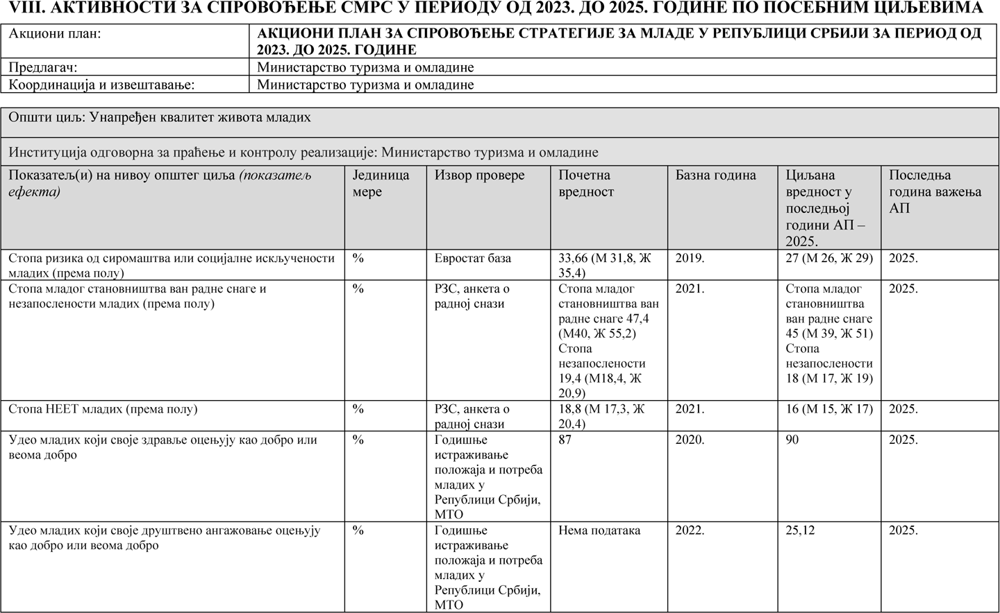 VIII. АКТИВНОСТИ ЗА СПРОВОЂЕЊЕ СМРС У ПЕРИОДУ ОД 2023. ДО 2025. ГОДИНЕ ПО ПОСЕБНИМ ЦИЉЕВИМА
Акциони план:
АКЦИОНИ ПЛАН ЗА СПРОВОЂЕЊЕ СТРАТЕГИЈЕ ЗА МЛАДЕ У РЕПУБЛИЦИ СРБИЈИ ЗА ПЕРИОД ОД
2023. ДО 2025. ГОДИНЕ
Предлагач:
Министарство туризма и омладине
Координација и извештавање:
Министарство туризма и омладине
Општи циљ: Унапређен квалитет живота младих
Институција одговорна за праћење и контролу реализације: Министарство туризма и омладине
Показатељ(и) на нивоу општег циља (показатељ
ефекта)
Јединица
мере
Извор провере
Почетна
вредност
Базна година
Циљана
вредност у
последњој
години АП –
2025.
Последња
година важења
АП
Стопа ризика од сиромаштва или социјалне искључености
младих (према полу)
%
Евростат база
33,66 (М 31,8, Ж
35,4)
2019.
27 (М 26, Ж 29)
2025.
Стопа младог становништва ван радне снаге и
незапослености младих (према полу)
%
РЗС, анкета о
радној снази
Стопа младог
становништва ван
радне снаге 47,4
(М40, Ж 55,2)
Стопа
незапослености
19,4 (М18,4, Ж
20,9)
2021.
Стопа младог
становништва
ван радне снаге
45 (М 39, Ж 51)
Стопа
незапослености
18 (М 17, Ж 19)
2025.
Стопа НЕЕТ младих (према полу)
%
РЗС, анкета о
радној снази
18,8 (М 17,3, Ж
20,4)
2021.
16 (М 15, Ж 17)
2025.
Удео младих који своје здравље оцењују као добро или
веома добро
%
Годишње
истраживање
положаја и потреба
младих у
Републици Србији,
МТО
87
2020.
90
2025.
Удео младих који своје друштвено ангажовање оцењују
као добро или веома добро
%
Годишње
истраживање
положаја и потреба
младих у
Републици Србији,
МТО
Нема података
2022.
25,12
2025.